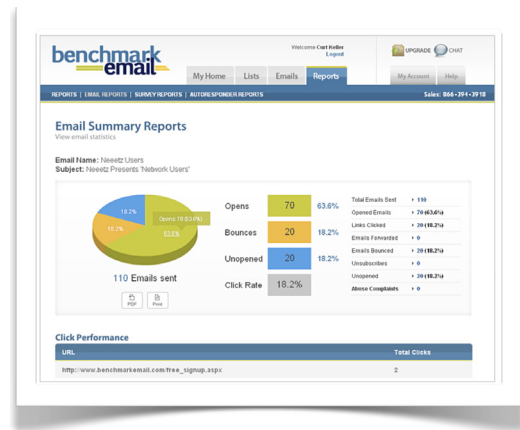 benchmark
email
Welcome Curt Keller
Logout
UPGRADE
CHAT
My Home
Lists
Emails
Reports
My Account
Help
REPORTS | EMAIL REPORTS | SURVEY REPORTS | AUTORESPONDER REPORTS
Sales: 866-394-3918
Email Summary Reports
View email statistics
Email Name: Neeetz Users
Subject: Neeetz Presents "Network Users"
18.2%
Opens: 70 (63.6%)
18.2%
63.6%
110 Emails sent
PDF
Print
Opens 70 63.6%
Bounces 20 18.2%
Unopened 20 18.2%
Click Rate 18.2%
Total Emails Sent 110
Opened Emails 70 (63.6%)
Links Clicked 20 (18.2%)
Emails Forwarded 0
Emails Bounced 20 (18.2%)
Unsubscribes 0
Unopened 20 (18.2%)
Abuse Complaints 0
Click Performance
URL Total Clicks
http://www.benchmarkemail.com/free_signup.aspx 2